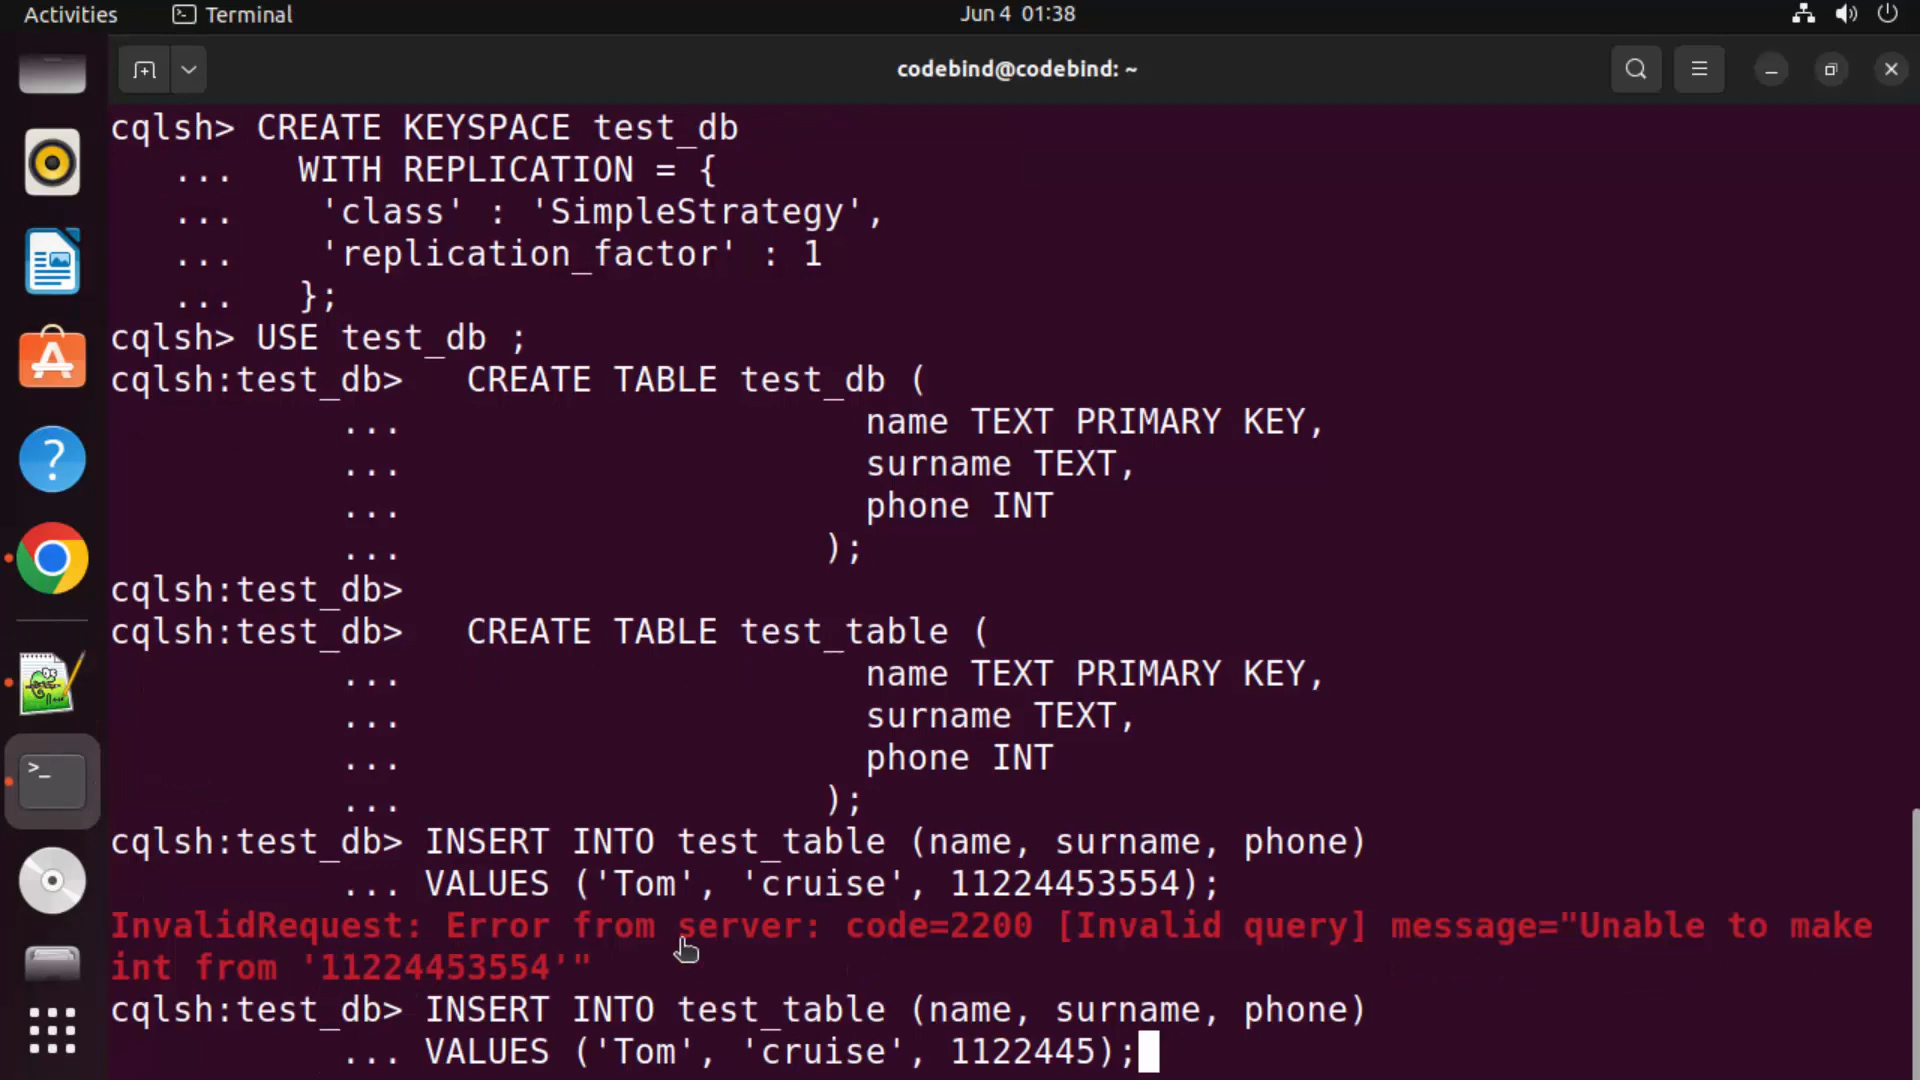 Activities Terminal Jun 4 01:38
codebind@codebind: ~
cqlsh> CREATE KEYSPACE test_db
... WITH REPLICATION = {
... 'class' : 'SimpleStrategy',
... 'replication_factor' : 1
... };
cqlsh> USE test_db ;
cqlsh:test_db> CREATE TABLE test_db (
... name TEXT PRIMARY KEY,
... surname TEXT,
... phone INT
... );
cqlsh:test_db>
cqlsh:test_db> CREATE TABLE test_table (
... name TEXT PRIMARY KEY,
... surname TEXT,
... phone INT
... );
cqlsh:test_db> INSERT INTO test_table (name, surname, phone)
... VALUES ('Tom', 'cruise', 11224453554);
InvalidRequest: Error from server: code=2200 [Invalid query] message="Unable to make
int from '11224453554'"
cqlsh:test_db> INSERT INTO test_table (name, surname, phone)
... VALUES ('Tom', 'cruise', 1122445);